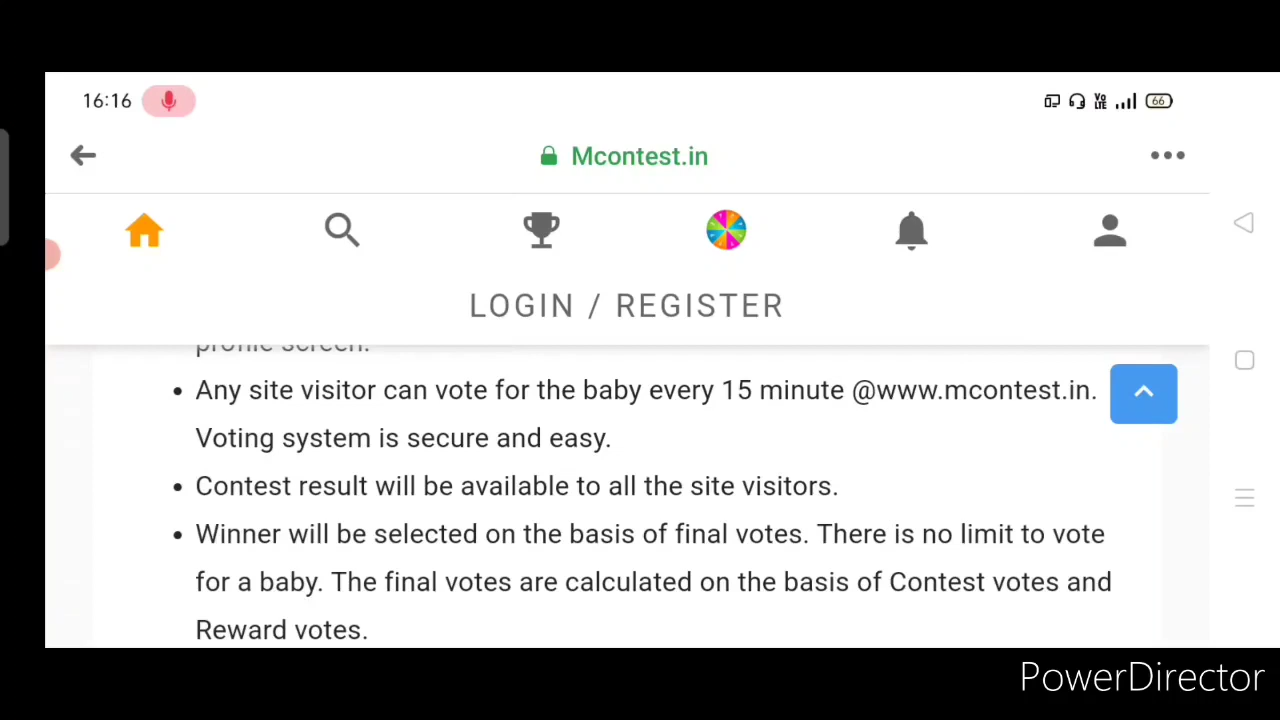 16:16
Vo
LTE
66
Mcontest.in
LOGIN / REGISTER
profile screen.
Any site visitor can vote for the baby every 15 minute @www.mcontest.in.
Voting system is secure and easy.
Contest result will be available to all the site visitors.
Winner will be selected on the basis of final votes. There is no limit to vote
for a baby. The final votes are calculated on the basis of Contest votes and
Reward votes.
PowerDirector